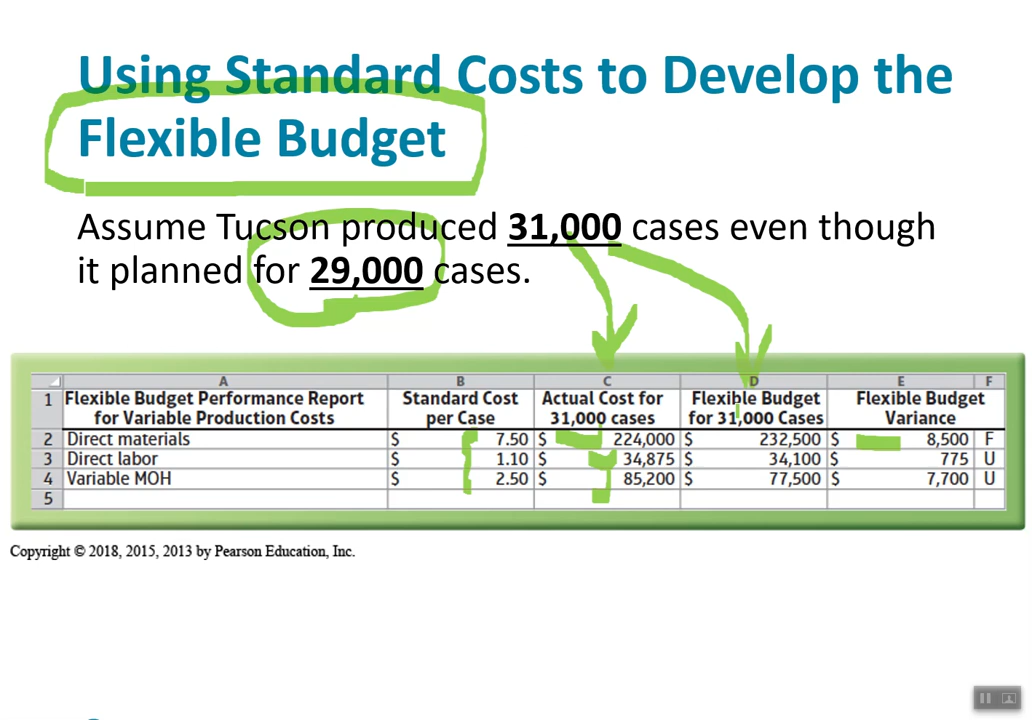 Using Standard Costs to Develop the
Flexible Budget
Assume Tucson produced 31,000 cases even though
it planned for 29,000 cases.
A B C D E F
1 Flexible Budget Performance Report for Variable Production Costs Standard Cost per Case Actual Cost for 31,000 cases Flexible Budget for 31,000 Cases Flexible Budget Variance
2 Direct materials $ 7.50 $ 224,000 $ 232,500 $ 8,500 F
3 Direct labor $ 1.10 $ 34,875 $ 34,100 $ 775 U
4 Variable MOH $ 2.50 $ 85,200 $ 77,500 $ 7,700 U
5
Copyright © 2018, 2015, 2013 by Pearson Education, Inc.